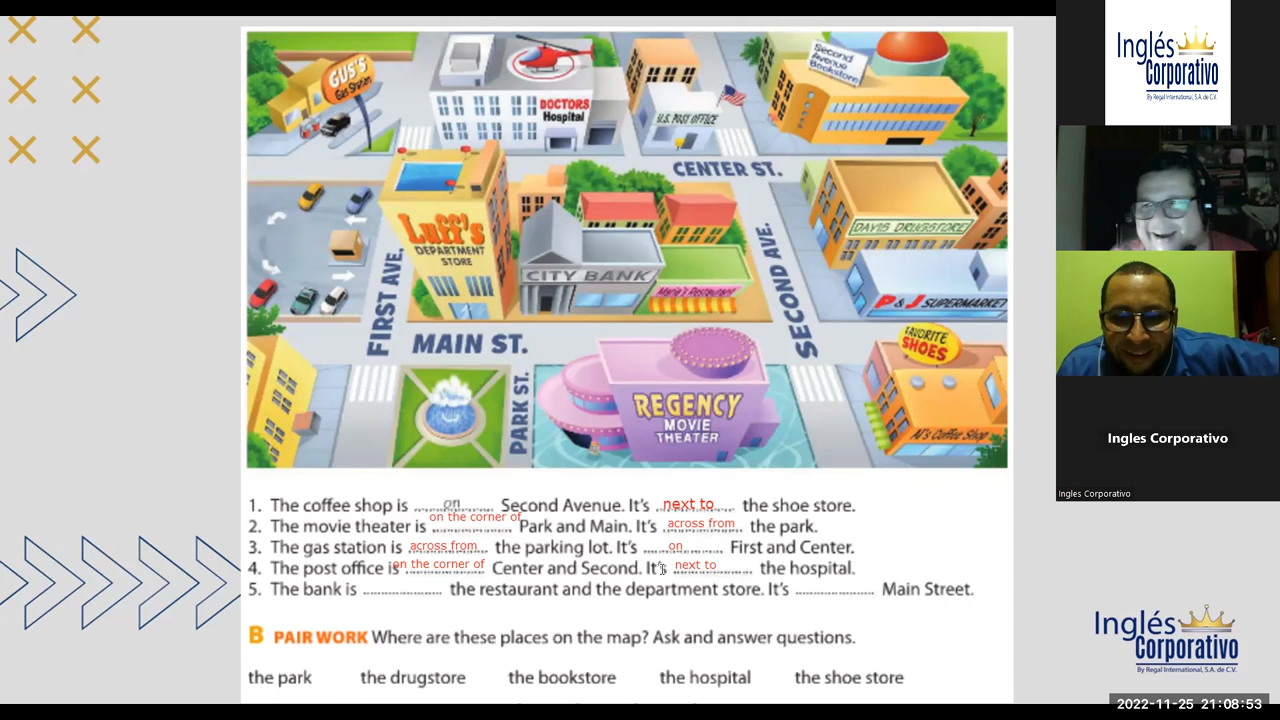 GUS'S
Gas Station
DOCTORS
Hospital
U.S. POST OFFICE
Second
Avenue
Bookstore
CENTER ST.
Luff's
DEPARTMENT
STORE
CITY BANK
Maria's Restaurant
DAVIS DRUGSTORE
P & J SUPERMARKET
FIRST AVE.
SECOND AVE.
MAIN ST.
PARK ST.
REGENCY
MOVIE
THEATER
FAVORITE
SHOES
Al's Coffee Shop
1. The coffee shop is on Second Avenue. It's next to the shoe store.
2. The movie theater is on the corner of Park and Main. It's across from the park.
3. The gas station is across from the parking lot. It's on First and Center.
4. The post office is on the corner of Center and Second. It's next to the hospital.
5. The bank is .................... the restaurant and the department store. It's .................... Main Street.
B PAIR WORK Where are these places on the map? Ask and answer questions.
the park the drugstore the bookstore the hospital the shoe store
Inglés
Corporativo
By Regal International, S.A. de C.V.
Ingles Corporativo
Ingles Corporativo
Inglés
Corporativo
By Regal International, S.A. de C.V.
2022-11-25 21:08:53